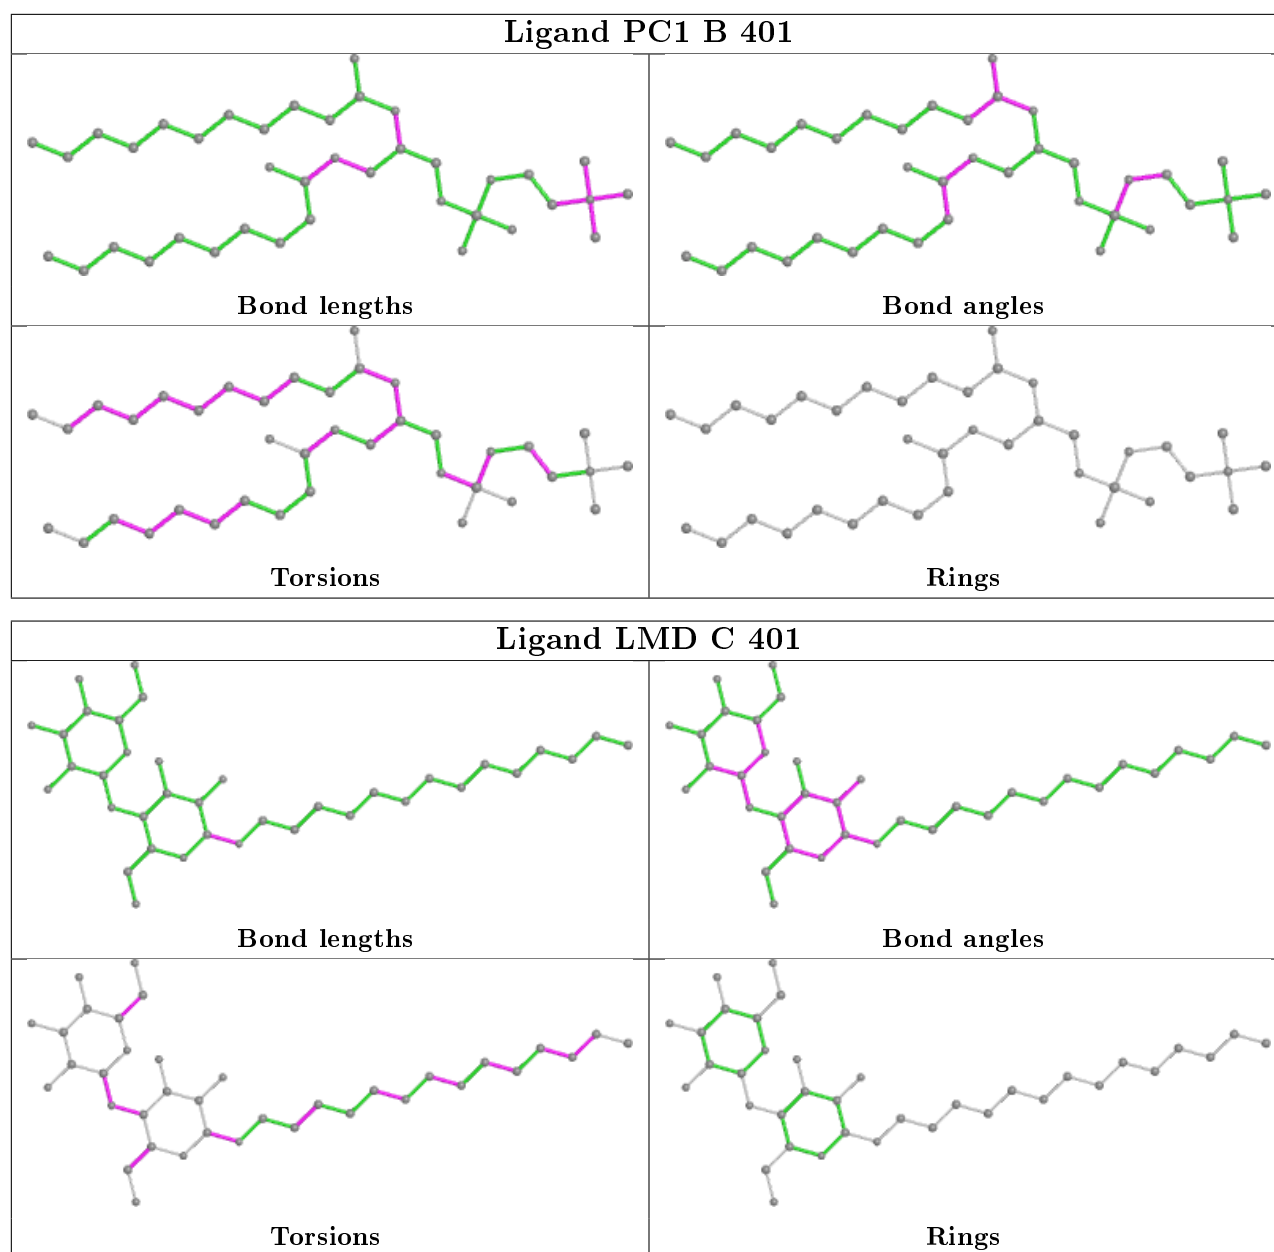 Ligand PC1 B 401
Bond lengths
Bond angles
Torsions
Rings
Ligand LMD C 401
Bond lengths
Bond angles
Torsions
Rings